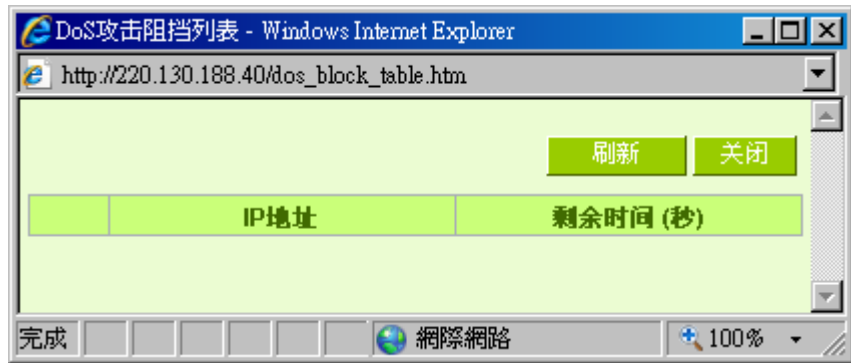 DoS攻击阻挡列表 - Windows Internet Explorer
http://220.130.188.40/dos_block_table.htm
刷新 关闭
IP地址 剩余时间 (秒)
完成 網際網路 100%